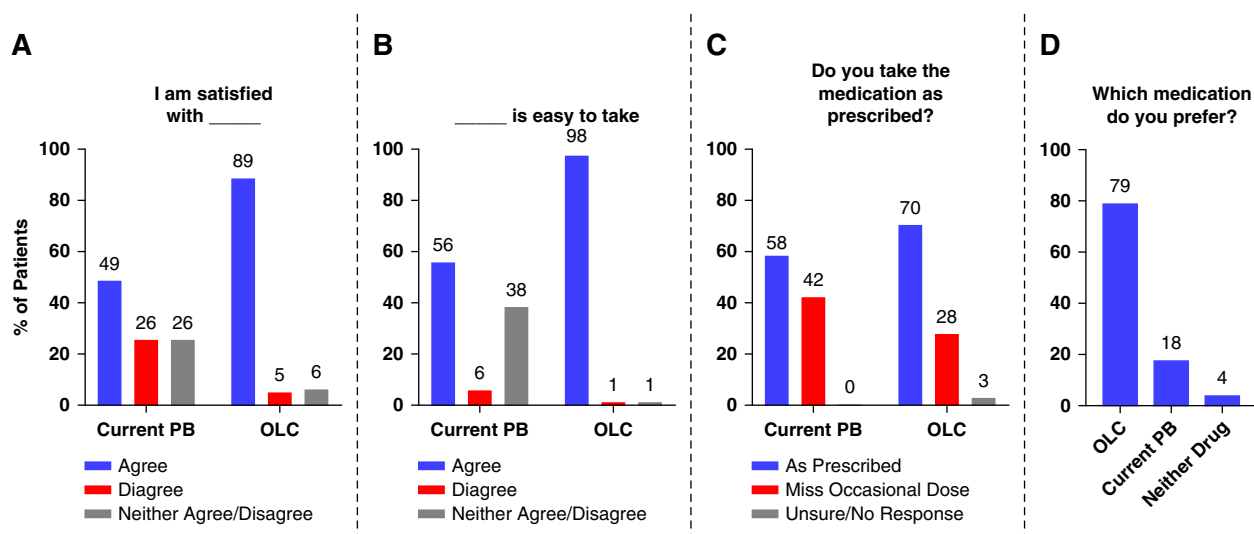 A
I am satisfied
with _____
% of Patients
100
80
60
40
20
0
49
26
26
89
5
6
Current PB
OLC
Agree
Diagree
Neither Agree/Disagree
B
_____ is easy to take
100
80
60
40
20
0
56
6
38
98
1
1
Current PB
OLC
Agree
Diagree
Neither Agree/Disagree
C
Do you take the
medication as
prescribed?
100
80
60
40
20
0
58
42
0
70
28
3
Current PB
OLC
As Prescribed
Miss Occasional Dose
Unsure/No Response
D
Which medication
do you prefer?
100
80
60
40
20
0
79
18
4
OLC
Current PB
Neither Drug